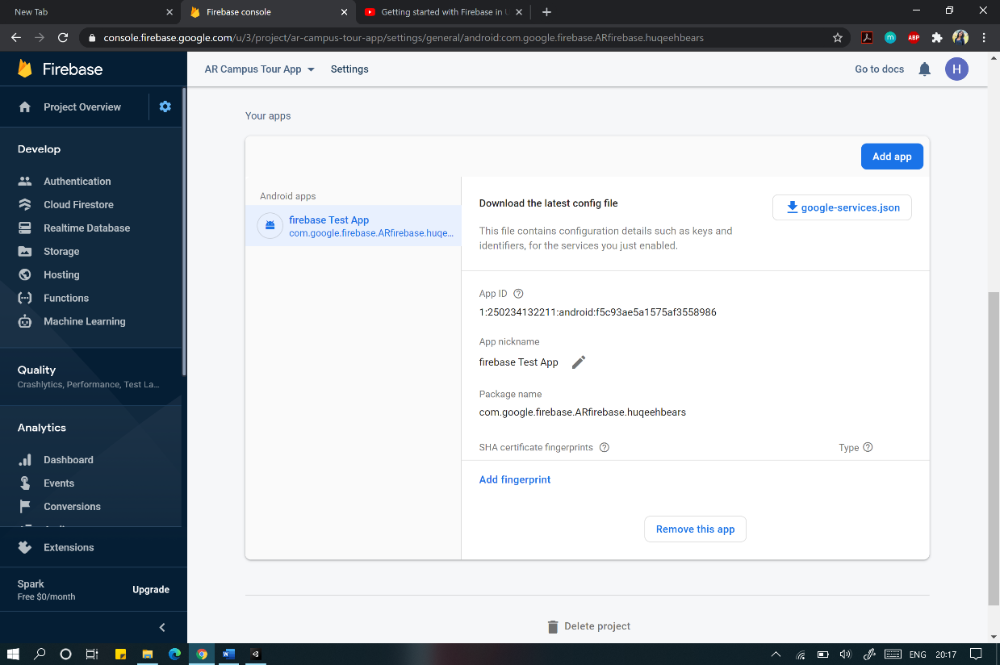 New Tab
Firebase console
Getting started with Firebase in
console.firebase.google.com/u/3/project/ar-campus-tour-app/settings/general/android:com.google.firebase.ARfirebase.huqeehbears
m
ABP
Firebase
AR Campus Tour App
Settings
Go to docs
H
Project Overview
Develop
Authentication
Cloud Firestore
Realtime Database
Storage
Hosting
Functions
Machine Learning
Quality
Crashlytics, Performance, Test La...
Analytics
Dashboard
Events
Conversions
Extensions
Spark
Free $0/month
Upgrade
Your apps
Add app
Android apps
firebase Test App
com.google.firebase.ARfirebase.huqe...
Download the latest config file
google-services.json
This file contains configuration details such as keys and
identifiers, for the services you just enabled.
App ID
1:250234132211:android:f5c93ae5a1575af3558986
App nickname
firebase Test App
Package name
com.google.firebase.ARfirebase.huqeehbears
SHA certificate fingerprints
Type
Add fingerprint
Remove this app
Delete project
ENG
20:17